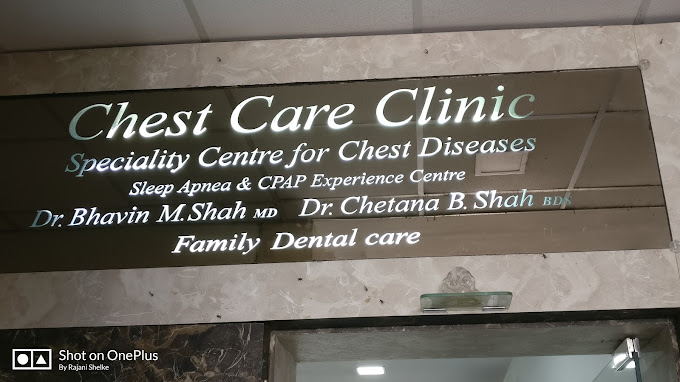 Chest Care Clinic
Speciality Centre for Chest Diseases
Sleep Apnea & CPAP Experience Centre
Dr. Bhavin M. Shah MD Dr. Chetana B. Shah BDS
Family Dental care
Shot on OnePlus
By Rajani Shelke